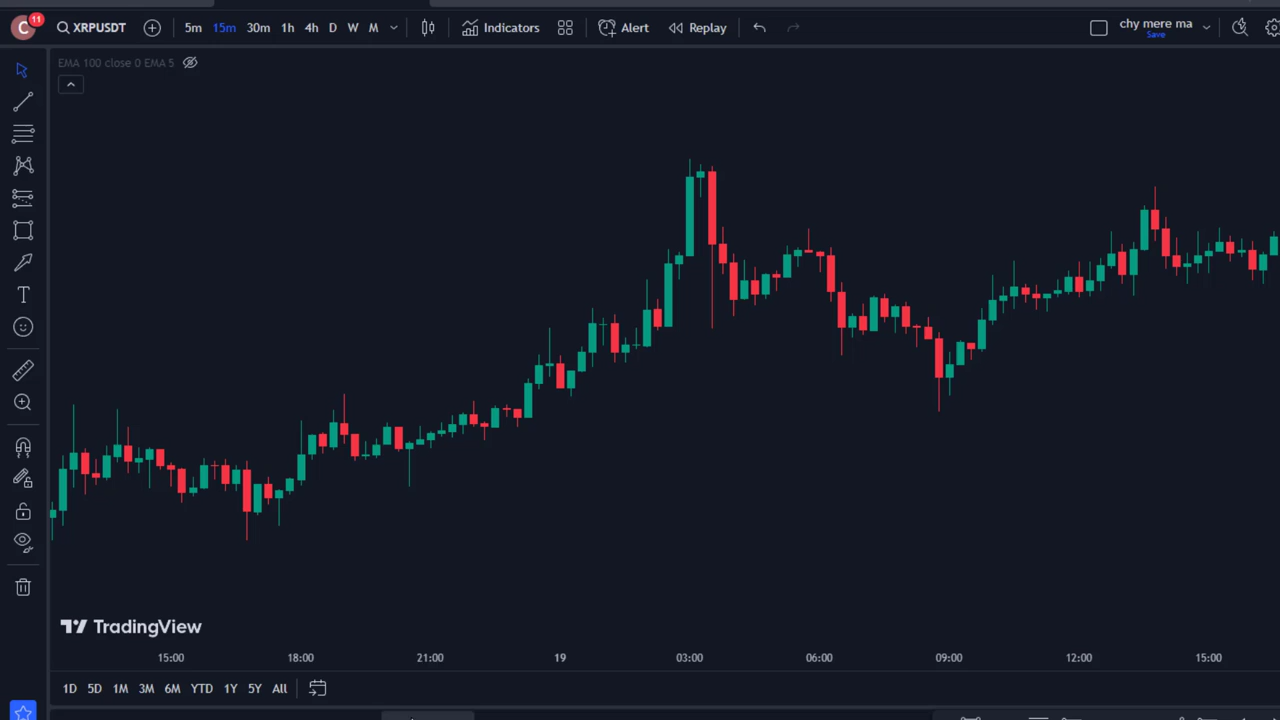 C 11 XRPUSDT 5m 15m 30m 1h 4h D W M Indicators Alert Replay chy mere ma
Save
EMA 100 close 0 EMA 5
T
TradingView
15:00 18:00 21:00 19 03:00 06:00 09:00 12:00 15:00
1D 5D 1M 3M 6M YTD 1Y 5Y All